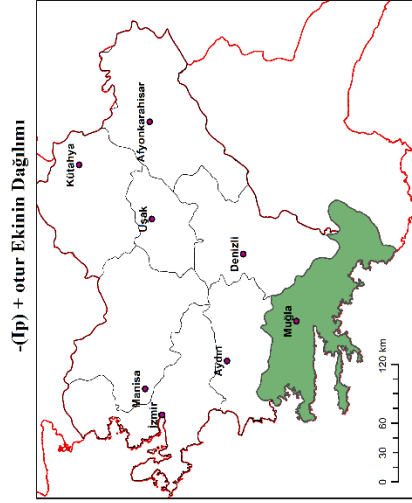 -(Ip) + otur Ekinin Dağılımı
Kütahya
Afyonkarahisar
Uşak
Manisa
İzmir
Denizli
Aydın
Muğla
0 30 60 120 km